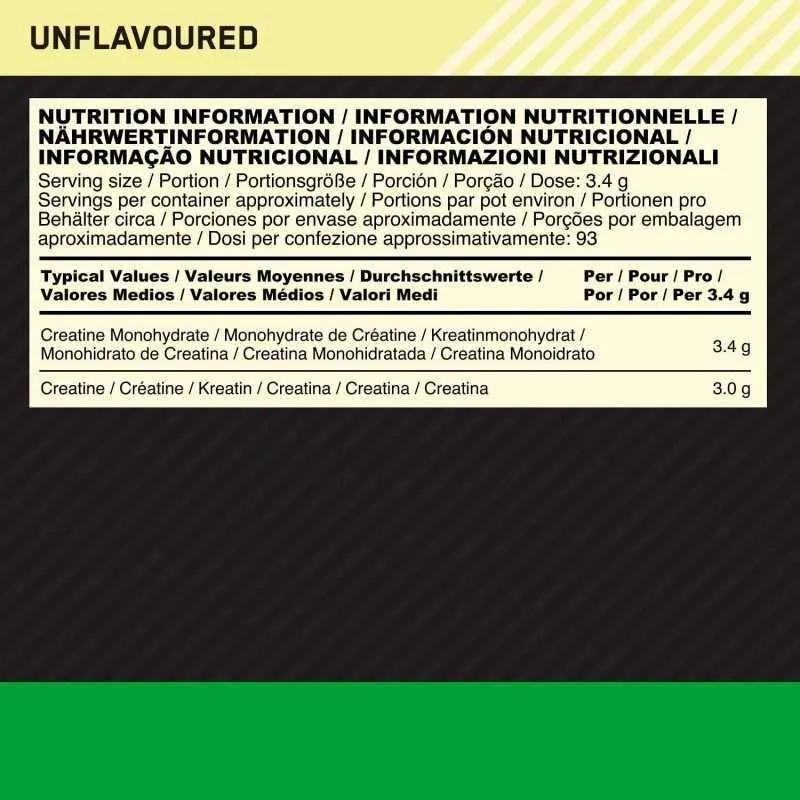 UNFLAVOURED
NUTRITION INFORMATION / INFORMATION NUTRITIONNELLE /
NÄHRWERTINFORMATION / INFORMACIÓN NUTRICIONAL /
INFORMAÇÃO NUTRICIONAL / INFORMAZIONI NUTRIZIONALI
Serving size / Portion / Portionsgröße / Porción / Porção / Dose: 3.4 g
Servings per container approximately / Portions par pot environ / Portionen pro
Behälter circa / Porciones por envase aproximadamente / Porções por embalagem
aproximadamente / Dosi per confezione approssimativamente: 93
Typical Values / Valeurs Moyennes / Durchschnittswerte /
Valores Medios / Valores Médios / Valori Medi
Per / Pour / Pro /
Por / Por / Per 3.4 g
Creatine Monohydrate / Monohydrate de Créatine / Kreatinmonohydrat /
Monohidrato de Creatina / Creatina Monohidratada / Creatina Monoidrato
3.4 g
Creatine / Créatine / Kreatin / Creatina / Creatina / Creatina
3.0 g